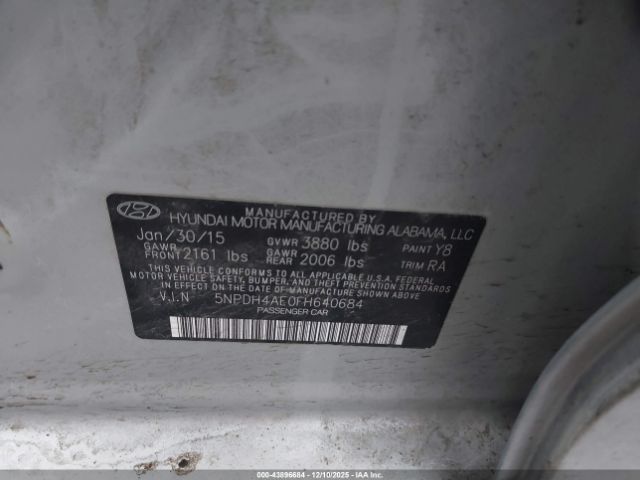 MANUFACTURED BY
HYUNDAI MOTOR MANUFACTURING ALABAMA, LLC
Jan/30/15 GVWR 3880 lbs PAINT Y8
GAWR FRONT 2161 lbs GAWR REAR 2006 lbs TRIM RA
THIS VEHICLE CONFORMS TO ALL APPLICABLE U.S.A. FEDERAL
MOTOR VEHICLE SAFETY, BUMPER, AND THEFT PREVENTION STANDARDS
IN EFFECT ON THE DATE OF MANUFACTURE SHOWN ABOVE.
V.I.N 5NPDH4AE0FH640684
PASSENGER CAR
000-43896684 - 12/10/2025 - IAAI.COM